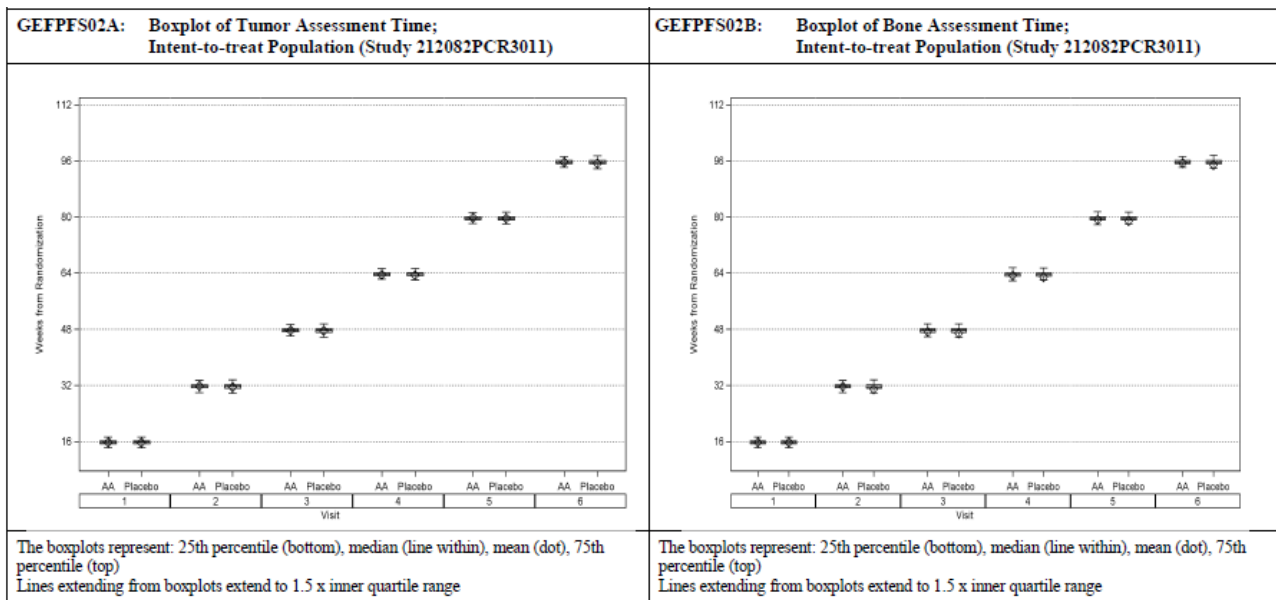 GEFPFS02A: Boxplot of Tumor Assessment Time;
Intent-to-treat Population (Study 212082PCR3011)
112
96
80
64
48
32
16
Weeks from Randomization
AA Placebo AA Placebo AA Placebo AA Placebo AA Placebo AA Placebo
1 2 3 4 5 6
Visit
The boxplots represent: 25th percentile (bottom), median (line within), mean (dot), 75th
percentile (top)
Lines extending from boxplots extend to 1.5 x inner quartile range
GEFPFS02B: Boxplot of Bone Assessment Time;
Intent-to-treat Population (Study 212082PCR3011)
112
96
80
64
48
32
16
Weeks from Randomization
AA Placebo AA Placebo AA Placebo AA Placebo AA Placebo AA Placebo
1 2 3 4 5 6
Visit
The boxplots represent: 25th percentile (bottom), median (line within), mean (dot), 75th
percentile (top)
Lines extending from boxplots extend to 1.5 x inner quartile range